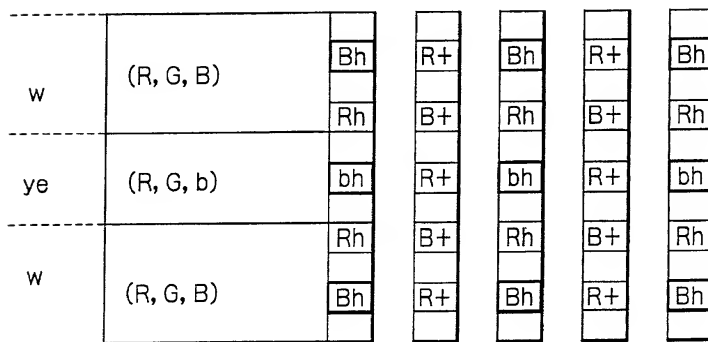 (R, G, B) Bh R+ Bh R+ Bh
w
Rh B+ Rh B+ Rh
ye (R, G, b) bh R+ bh R+ bh
Rh B+ Rh B+ Rh
w
(R, G, B) Bh R+ Bh R+ Bh